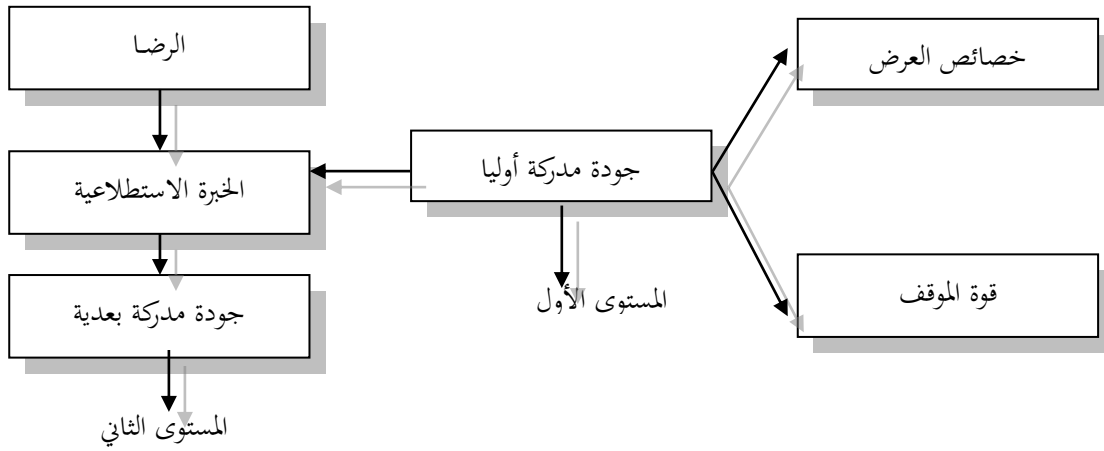 خصائص العرض
الرضا
جودة مدركة أوليا
الخبرة الاستطلاعية
قوة الموقف
المستوى الأول
جودة مدركة بعدية
المستوى الثاني